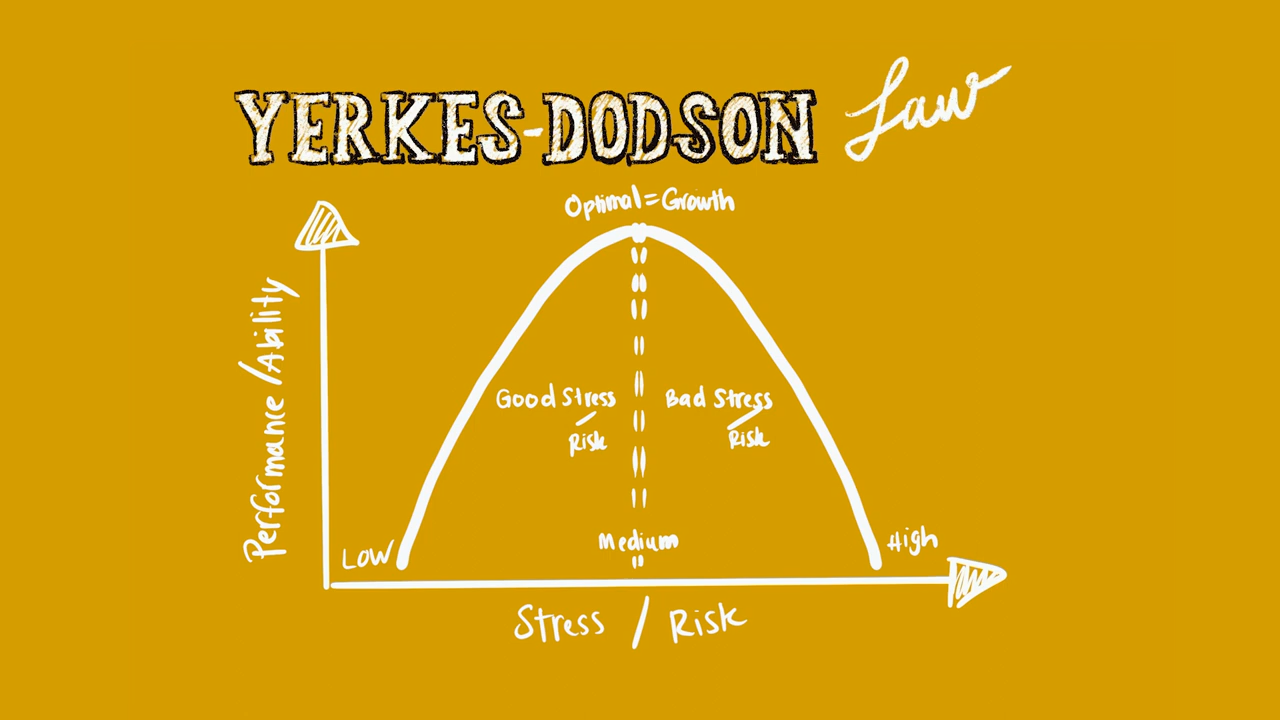 YERKES-DODSON Law
Optimal=Growth
Performance/Ability
Good Stress
/
Risk
Bad Stress
/
Risk
Medium
Low
High
Stress / Risk